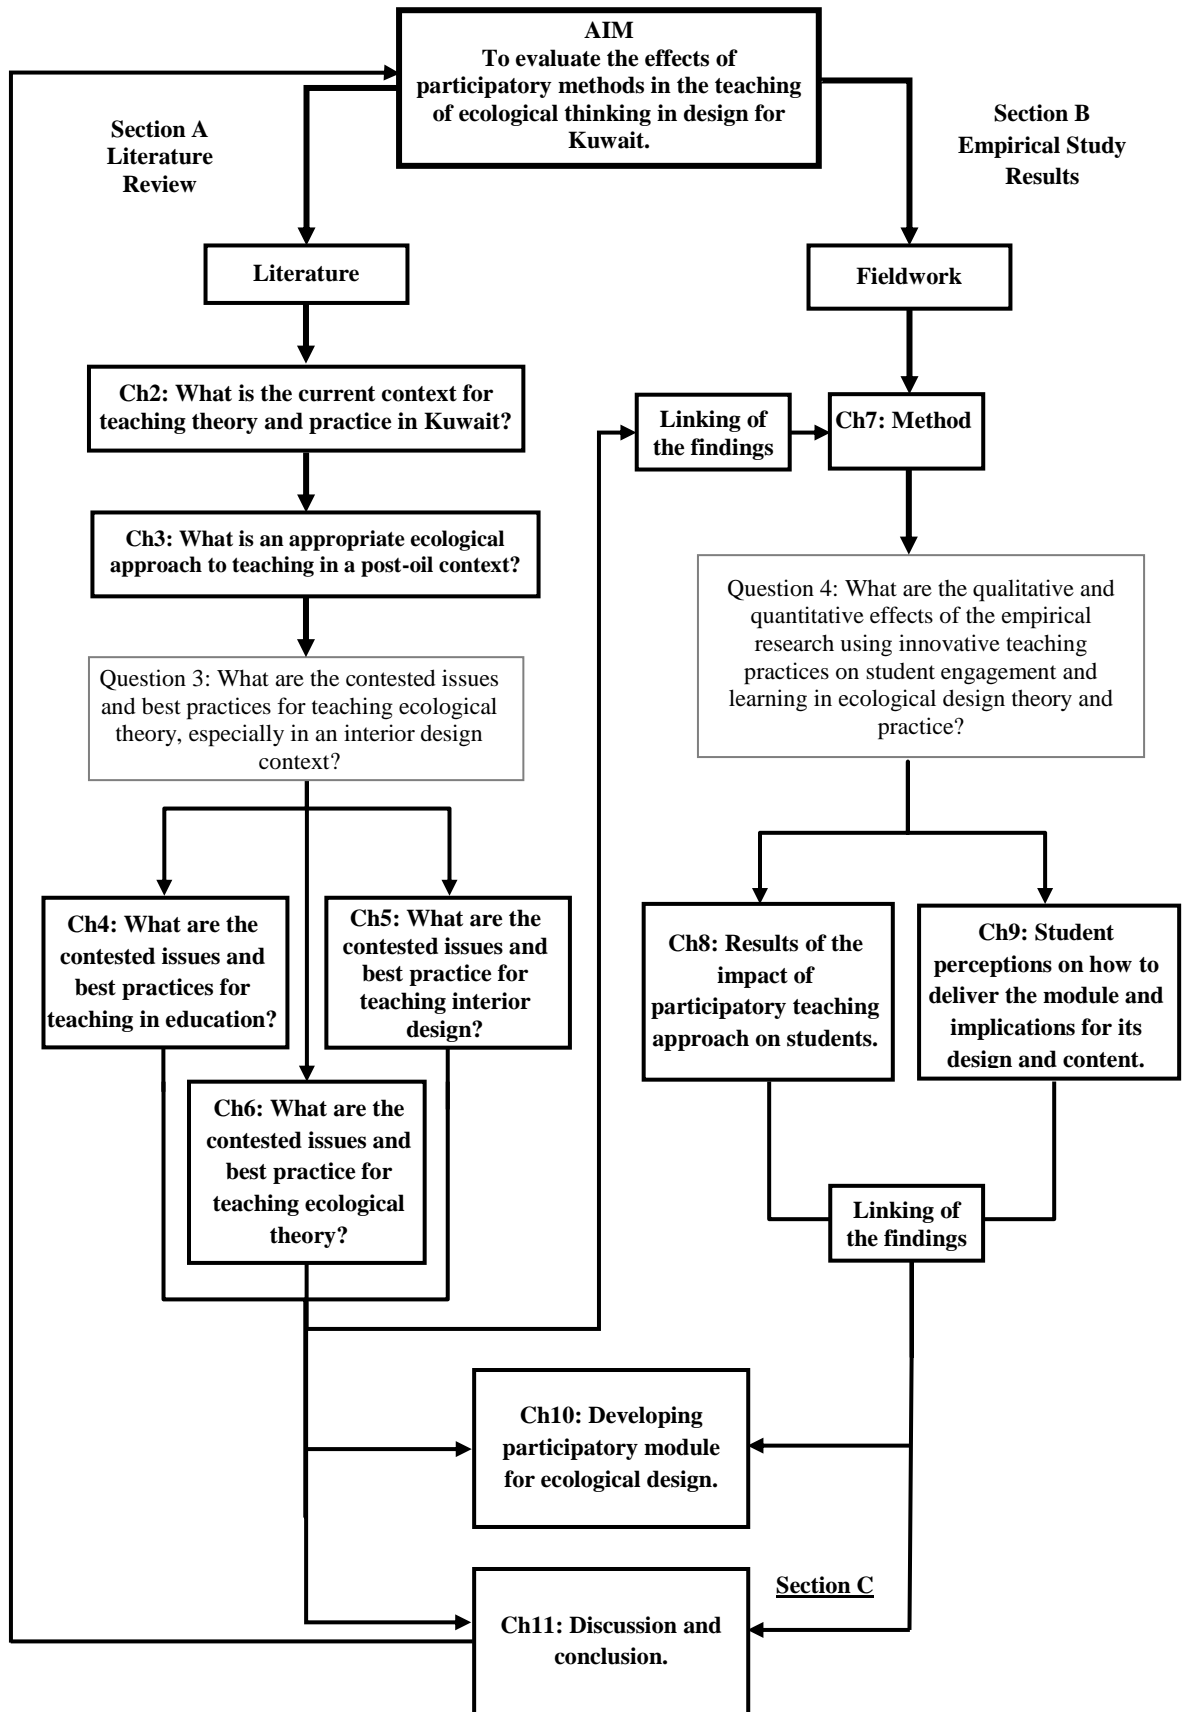 AIM
To evaluate the effects of
participatory methods in the teaching
of ecological thinking in design for
Kuwait.
Section A
Literature
Review
Section B
Empirical Study
Results
Literature
Fieldwork
Ch2: What is the current context for
teaching theory and practice in Kuwait?
Linking of
the findings
Ch7: Method
Ch3: What is an appropriate ecological
approach to teaching in a post-oil context?
Question 3: What are the contested issues
and best practices for teaching ecological
theory, especially in an interior design
context?
Question 4: What are the qualitative and
quantitative effects of the empirical
research using innovative teaching
practices on student engagement and
learning in ecological design theory and
practice?
Ch4: What are the
contested issues and
best practices for
teaching in education?
Ch5: What are the
contested issues and
best practice for
teaching interior
design?
Ch6: What are the
contested issues and
best practice for
teaching ecological
theory?
Ch8: Results of the
impact of
participatory teaching
approach on students.
Ch9: Student
perceptions on how to
deliver the module and
implications for its
design and content.
Linking of
the findings
Ch10: Developing
participatory module
for ecological design.
Section C
Ch11: Discussion and
conclusion.